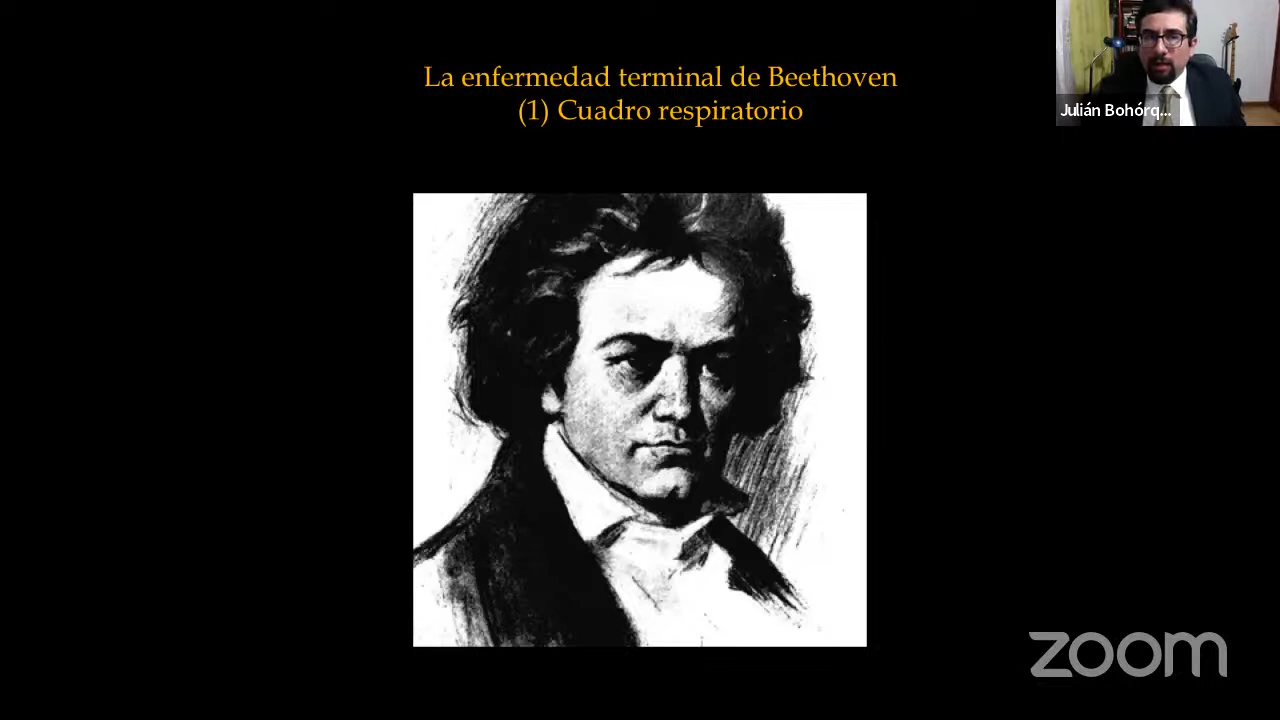 La enfermedad terminal de Beethoven
(1) Cuadro respiratorio
Julián Bohórq...
zoom